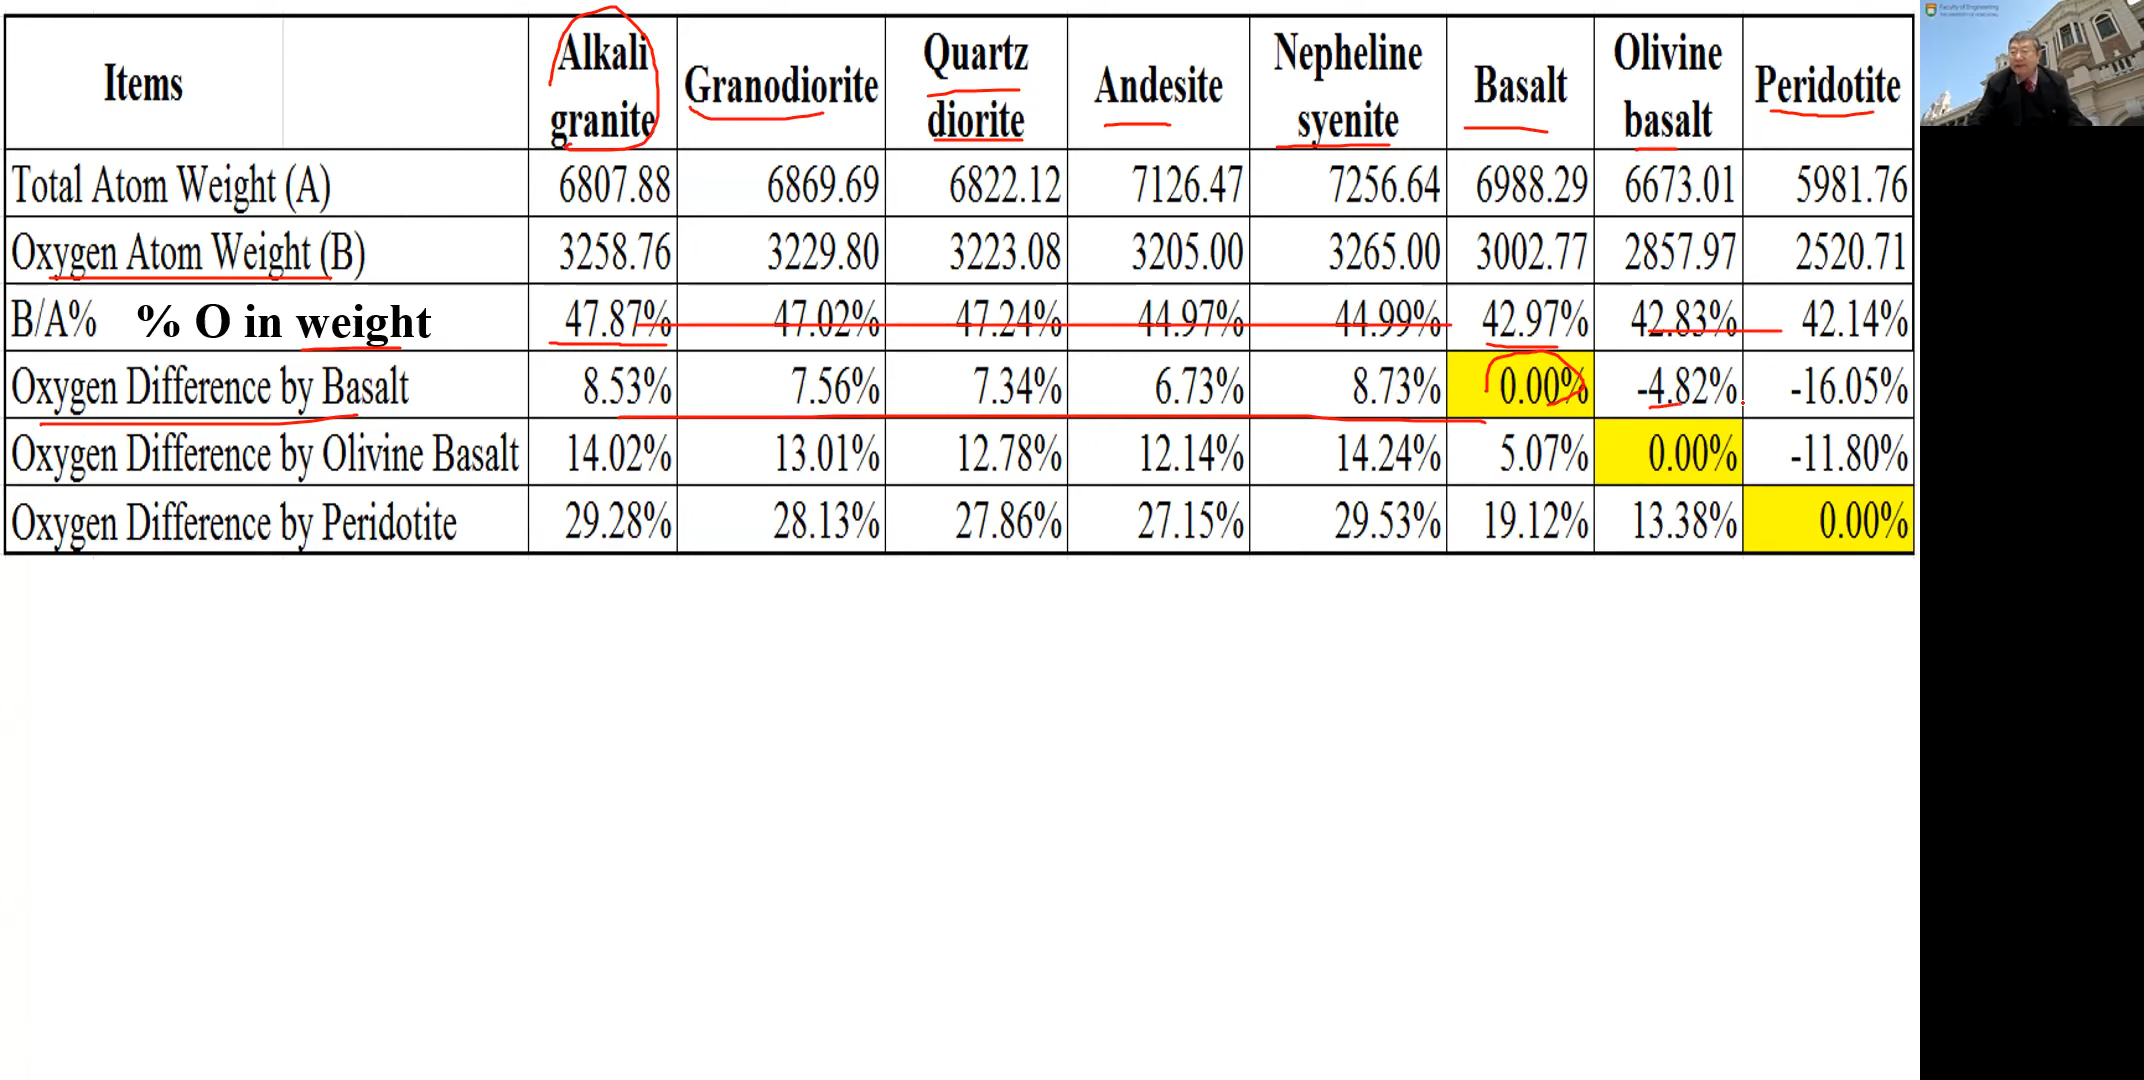 Items Alkali granite Granodiorite Quartz diorite Andesite Nepheline syenite Basalt Olivine basalt Peridotite
Total Atom Weight (A) 6807.88 6869.69 6822.12 7126.47 7256.64 6988.29 6673.01 5981.76
Oxygen Atom Weight (B) 3258.76 3229.80 3223.08 3205.00 3265.00 3002.77 2857.97 2520.71
B/A% % O in weight 47.87% 47.02% 47.24% 44.97% 44.99% 42.97% 42.83% 42.14%
Oxygen Difference by Basalt 8.53% 7.56% 7.34% 6.73% 8.73% 0.00% -4.82% -16.05%
Oxygen Difference by Olivine Basalt 14.02% 13.01% 12.78% 12.14% 14.24% 5.07% 0.00% -11.80%
Oxygen Difference by Peridotite 29.28% 28.13% 27.86% 27.15% 29.53% 19.12% 13.38% 0.00%
Faculty of Engineering